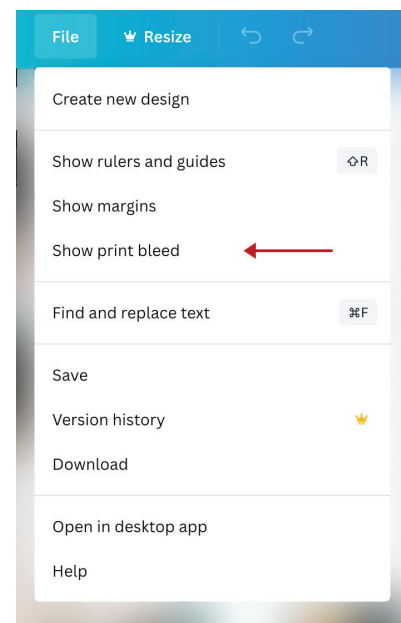 File Resize
Create new design
Show rulers and guides ⇧R
Show margins
Show print bleed
Find and replace text ⌘F
Save
Version history
Download
Open in desktop app
Help